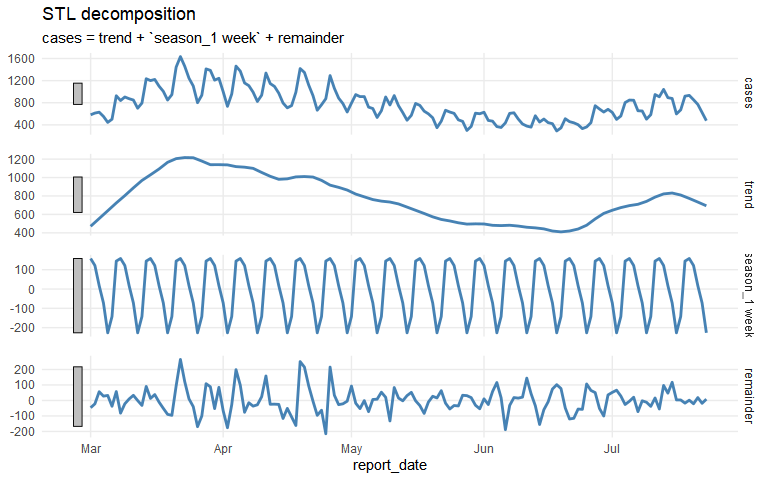 STL decomposition
cases = trend + `season_1 week` + remainder
1600
1200
800
400
cases
1200
1000
800
600
400
trend
100
0
-100
-200
season_1 week
200
100
0
-100
-200
remainder
Mar
Apr
May
Jun
Jul
report_date